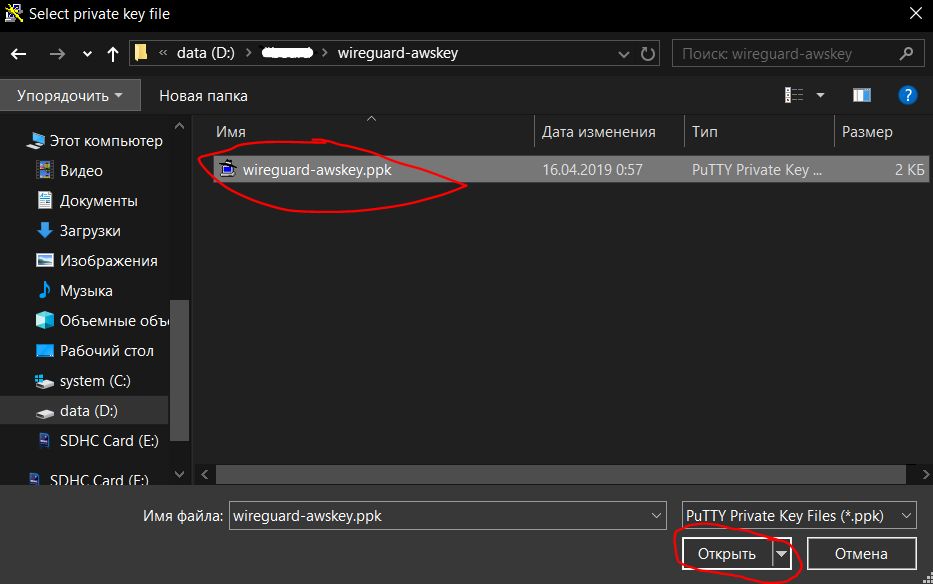 Select private key file
« data (D:) > > wireguard-awskey
Поиск: wireguard-awskey
Упорядочить Новая папка
?
Имя Дата изменения Тип Размер
wireguard-awskey.ppk 16.04.2019 0:57 PuTTY Private Key ... 2 КБ
Этот компьютер
Видео
Документы
Загрузки
Изображения
Музыка
Объемные объ
Рабочий стол
system (C:)
data (D:)
SDHC Card (E:)
SDHC Card (E:)
Имя файла: wireguard-awskey.ppk PuTTY Private Key Files (*.ppk)
Открыть Отмена